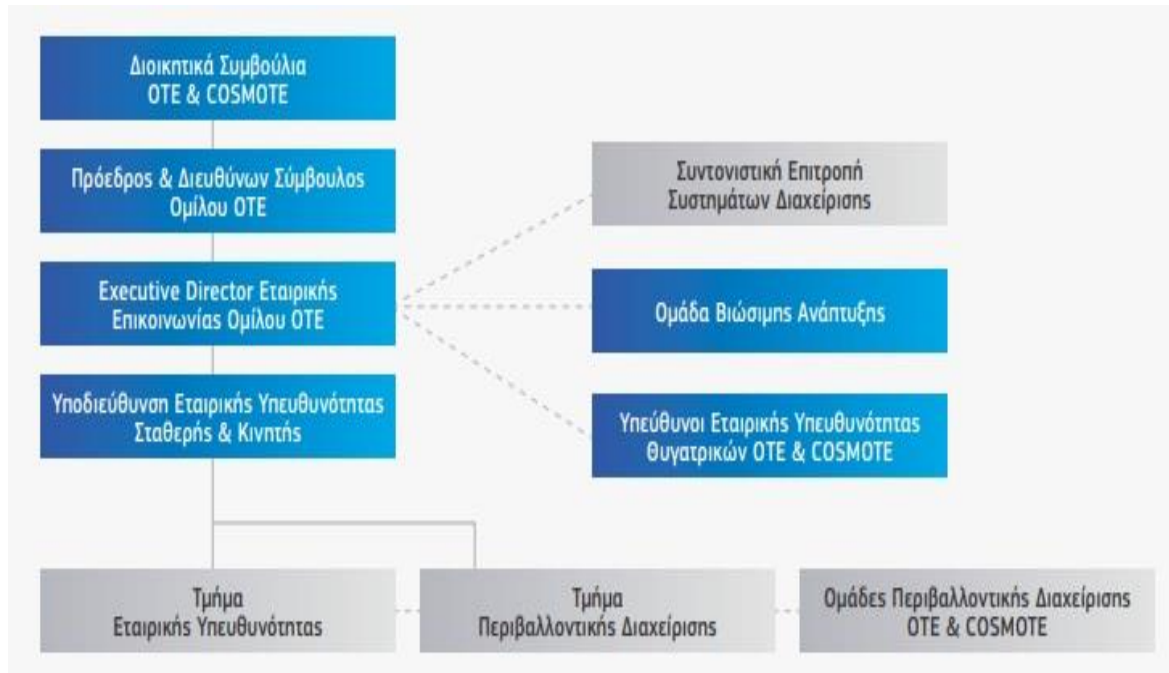 Διοικητικά Συμβούλια
ΟΤΕ & COSMOTE
Πρόεδρος & Διευθύνων Σύμβουλος
Ομίλου ΟΤΕ
Executive Director Εταιρικής
Επικοινωνίας Ομίλου ΟΤΕ
Υποδιεύθυνση Εταιρικής Υπευθυνότητας
Σταθερής & Κινητής
Συντονιστική Επιτροπή
Συστημάτων Διαχείρισης
Ομάδα Βιώσιμης Ανάπτυξης
Υπεύθυνοι Εταιρικής Υπευθυνότητας
Θυγατρικών ΟΤΕ & COSMOTE
Τμήμα
Εταιρικής Υπευθυνότητας
Τμήμα
Περιβαλλοντικής Διαχείρισης
Ομάδες Περιβαλλοντικής Διαχείρισης
ΟΤΕ & COSMOTE